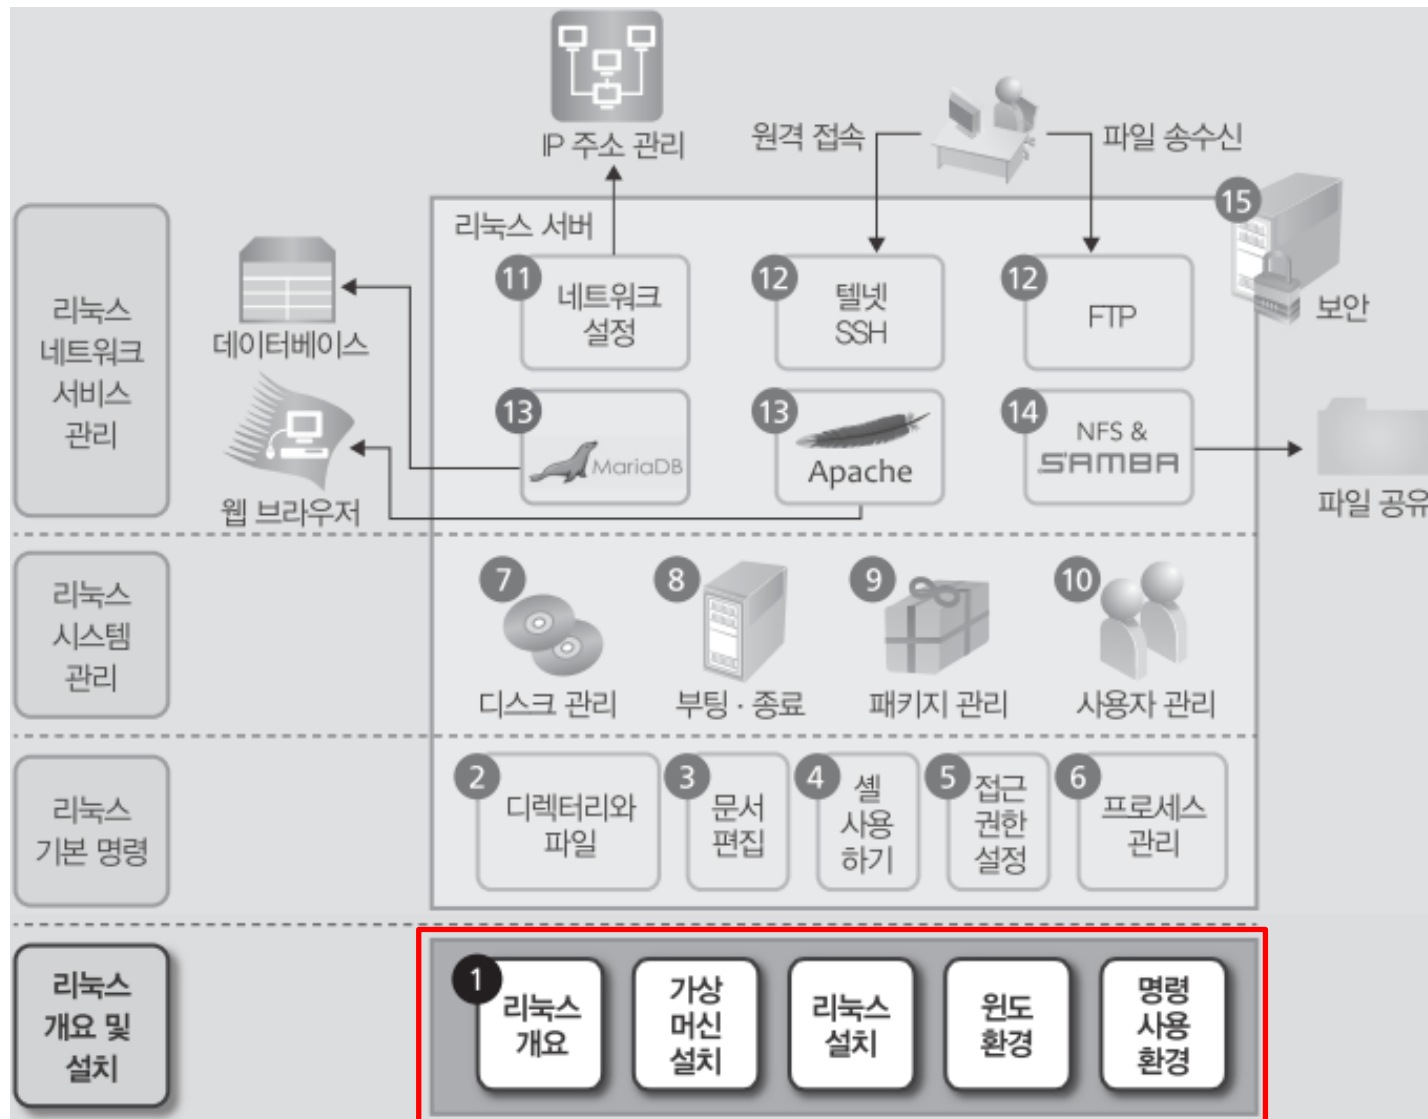 IP 주소 관리
원격 접속
파일 송수신
15
보안
리눅스 서버
리눅스
네트워크
서비스
관리
데이터베이스
웹 브라우저
11
네트워크
설정
12
텔넷
SSH
12
FTP
13
MariaDB
13
Apache
14
NFS &
SAMBA
파일 공유
리눅스
시스템
관리
7
디스크 관리
8
부팅 · 종료
9
패키지 관리
10
사용자 관리
리눅스
기본 명령
2
디렉터리와
파일
3
문서
편집
4
셸
사용
하기
5
접근
권한
설정
6
프로세스
관리
리눅스
개요 및
설치
1
리눅스
개요
가상
머신
설치
리눅스
설치
윈도
환경
명령
사용
환경